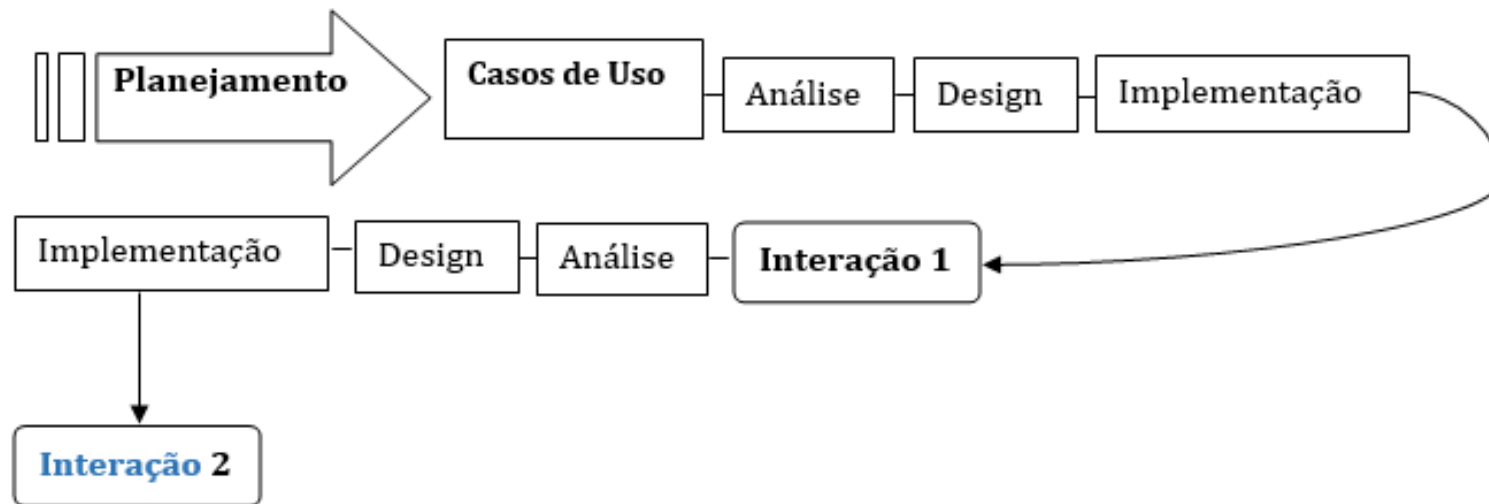 Planejamento
Casos de Uso
Análise
Design
Implementação
Implementação
Design
Análise
Interação 1
Interação 2